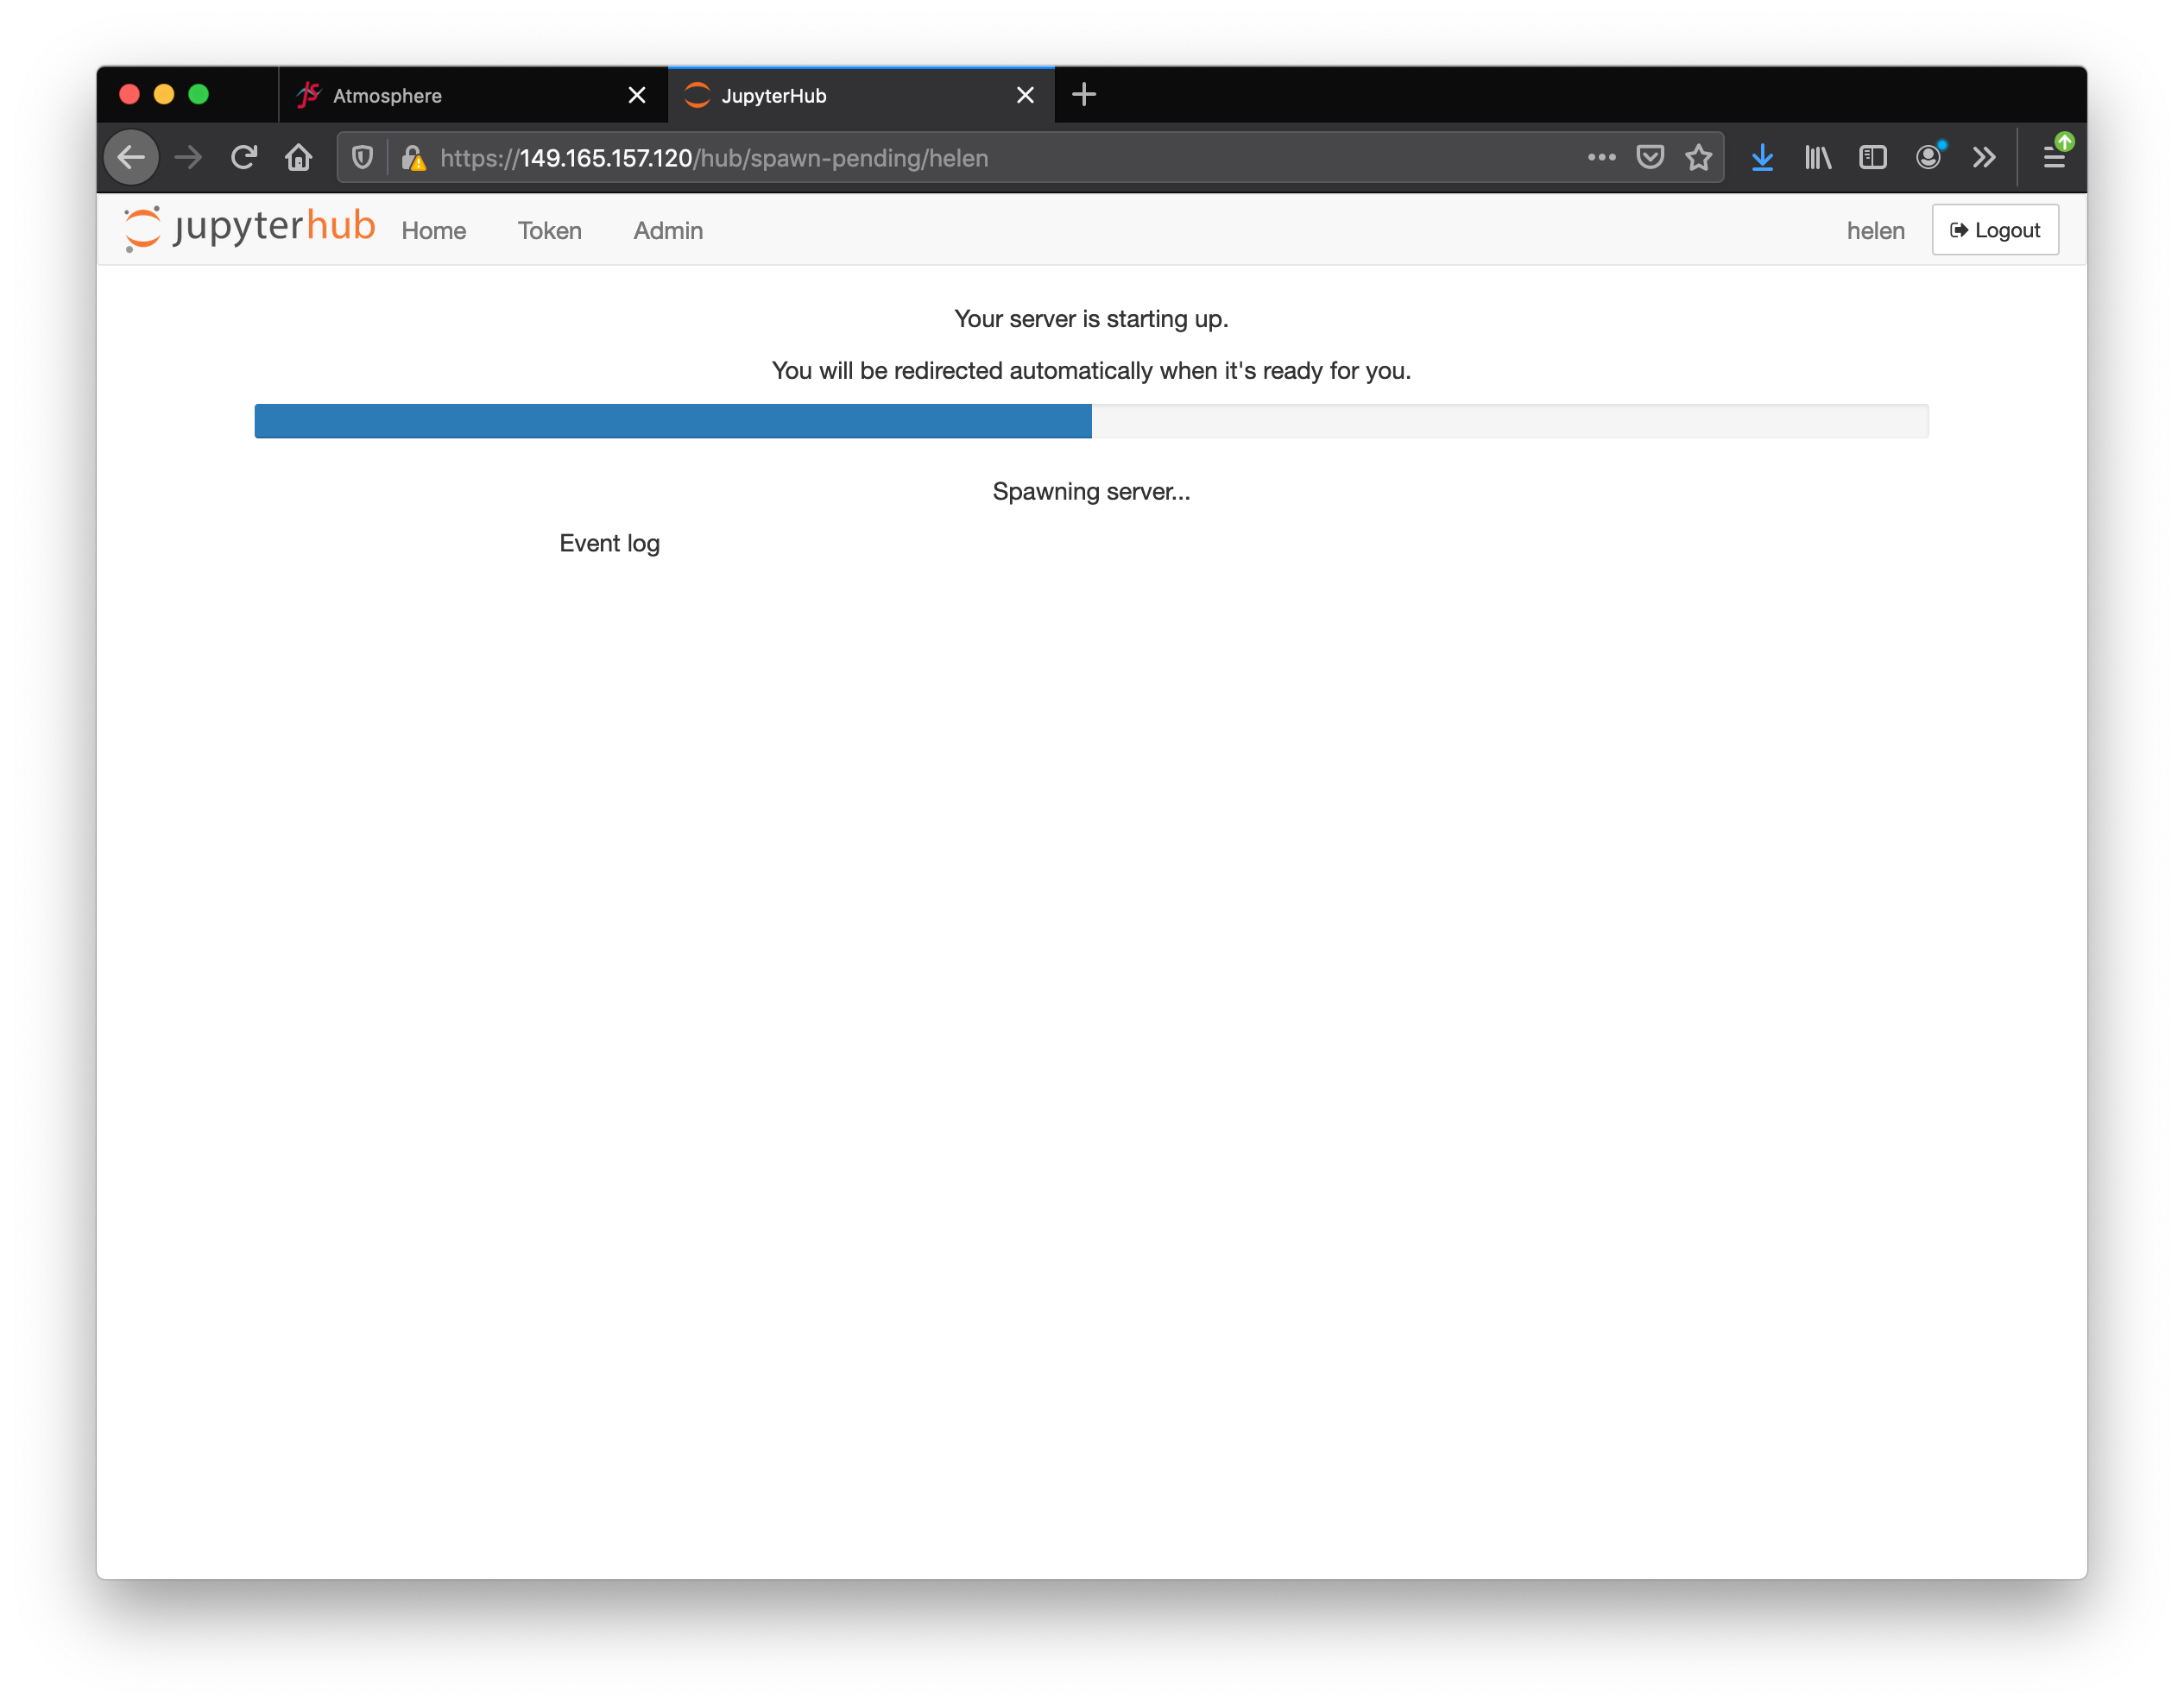 Atmosphere
JupyterHub
https://149.165.157.120/hub/spawn-pending/helen
jupyterhub Home Token Admin helen Logout
Your server is starting up.
You will be redirected automatically when it's ready for you.
Spawning server...
Event log